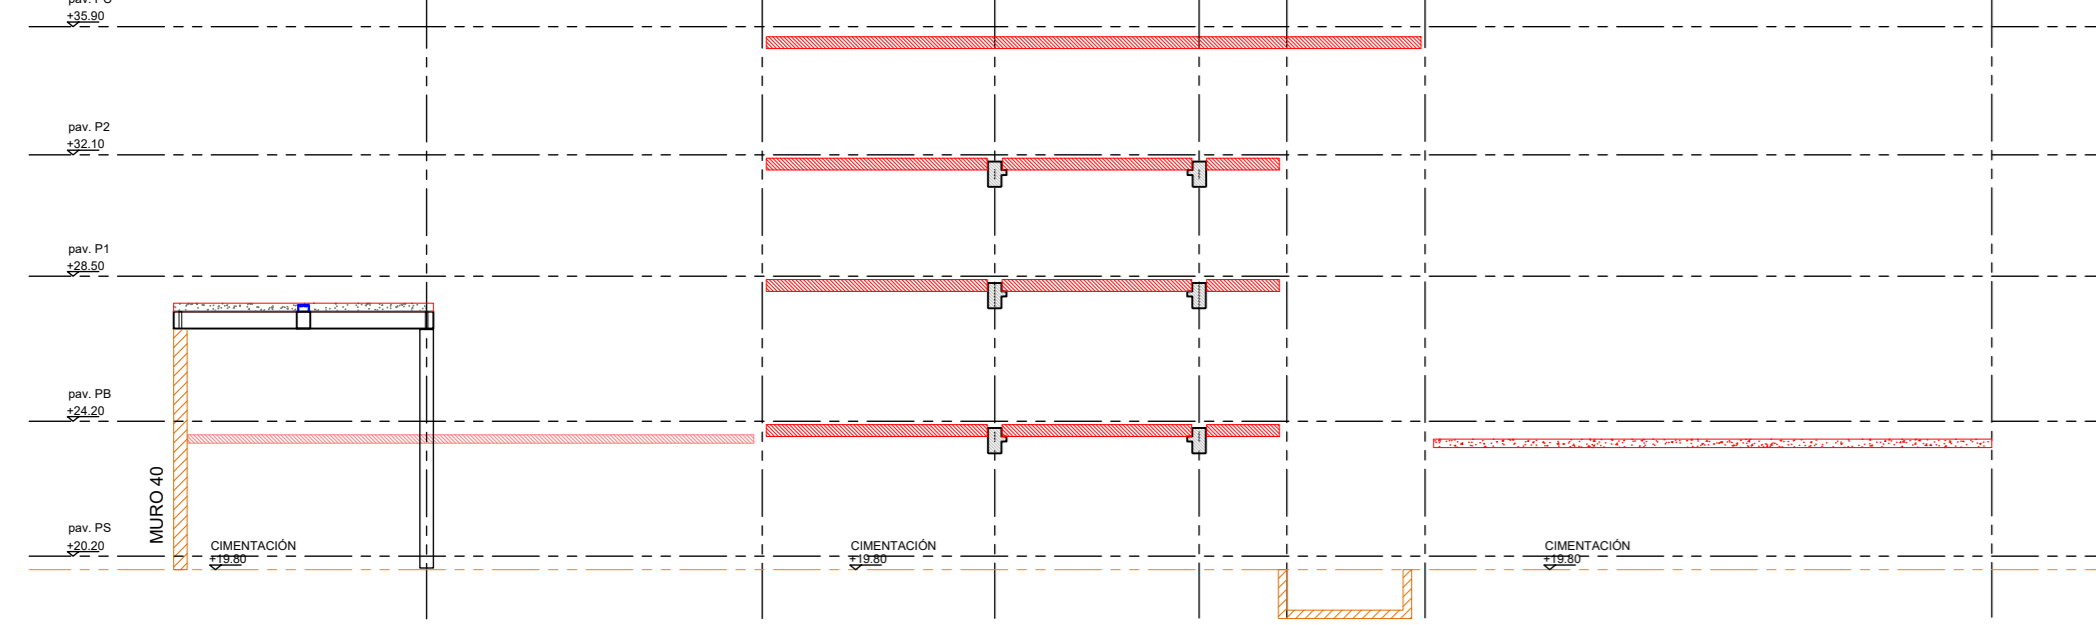 +35.90
pav. P2
+32.10
pav. P1
+28.50
pav. PB
+24.20
MURO 40
pav. PS
+20.20
CIMENTACIÓN
+19.80
CIMENTACIÓN
+19.80
CIMENTACIÓN
+19.80